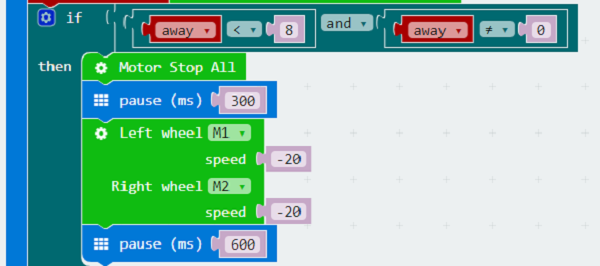 if away < 8 and away ≠ 0
then Motor Stop All
pause (ms) 300
Left wheel M1
speed -20
Right wheel M2
speed -20
pause (ms) 600